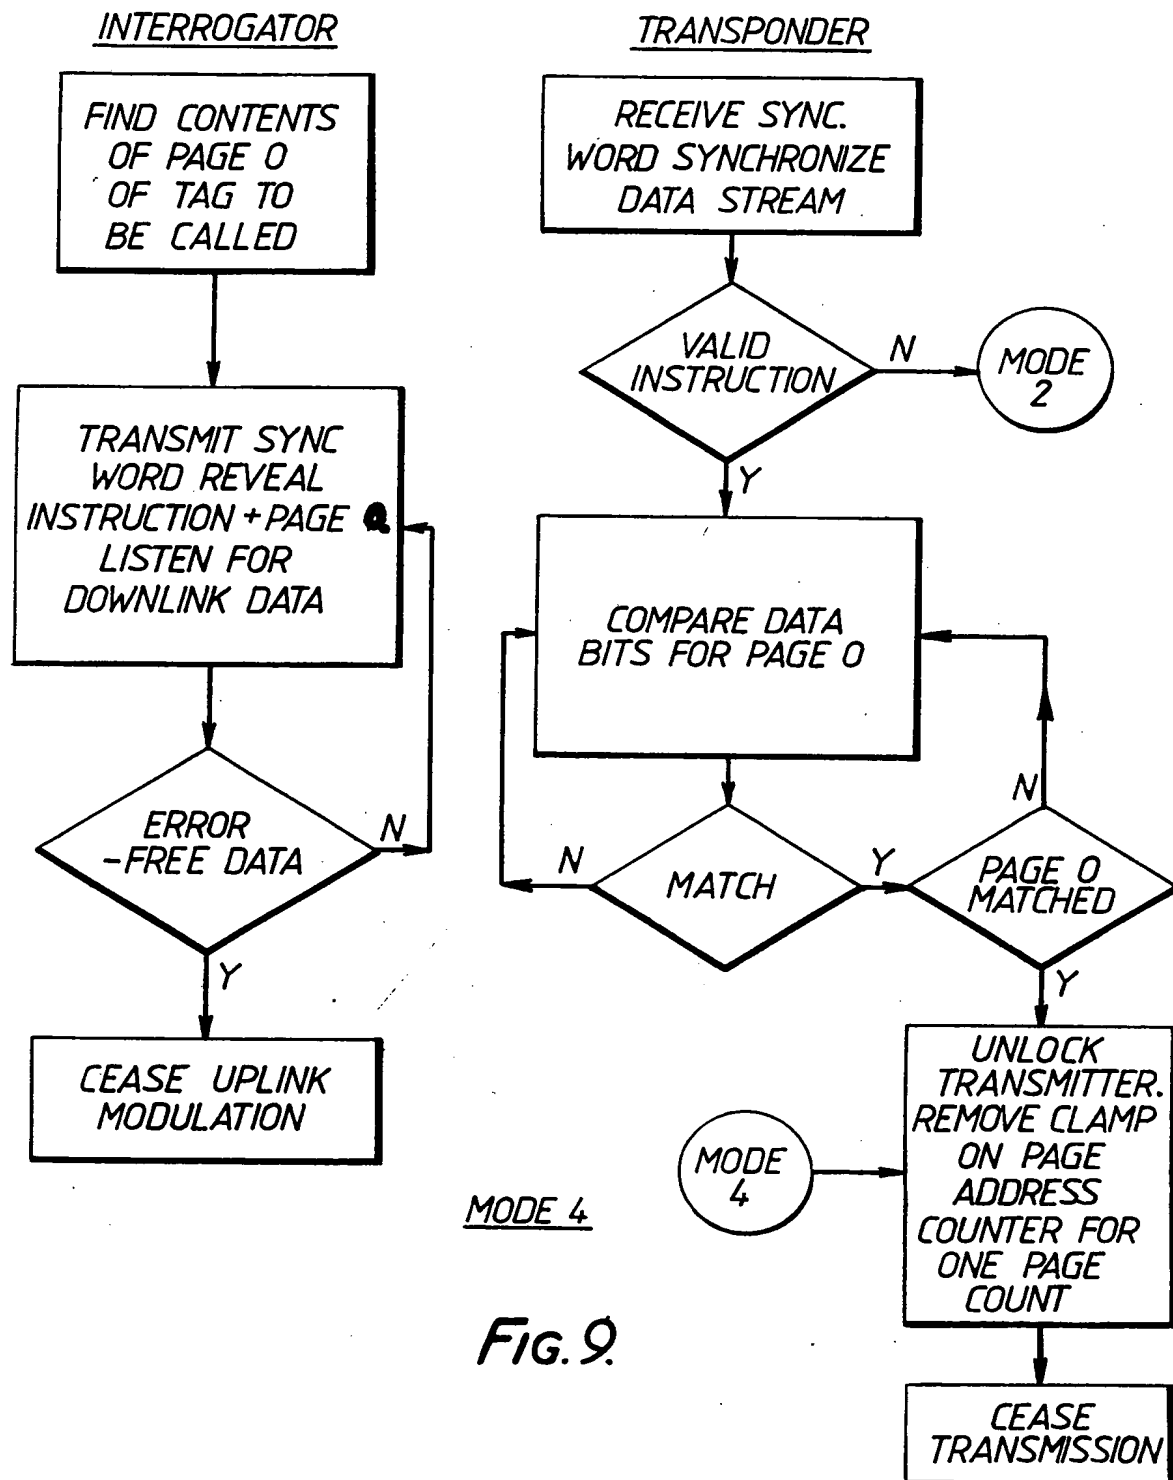 INTERROGATOR
FIND CONTENTS
OF PAGE 0
OF TAG TO
BE CALLED
TRANSMIT SYNC
WORD REVEAL
INSTRUCTION + PAGE 0
LISTEN FOR
DOWNLINK DATA
ERROR
-FREE DATA
N
Y
CEASE UPLINK
MODULATION
TRANSPONDER
RECEIVE SYNC.
WORD SYNCHRONIZE
DATA STREAM
VALID
INSTRUCTION
N
MODE
2
Y
COMPARE DATA
BITS FOR PAGE 0
MATCH
N
Y
PAGE 0
MATCHED
N
Y
UNLOCK
TRANSMITTER.
REMOVE CLAMP
ON PAGE
ADDRESS
COUNTER FOR
ONE PAGE
COUNT
MODE
4
CEASE
TRANSMISSION
MODE 4
FIG. 9.